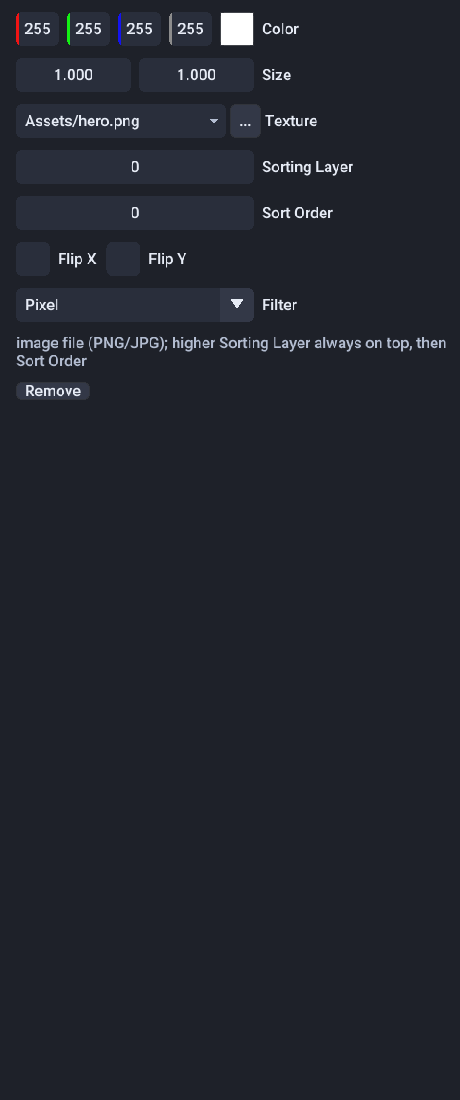 255 255 255 255 Color
1.000 1.000 Size
Assets/hero.png ... Texture
0 Sorting Layer
0 Sort Order
Flip X Flip Y
Pixel Filter
image file (PNG/JPG); higher Sorting Layer always on top, then
Sort Order
Remove